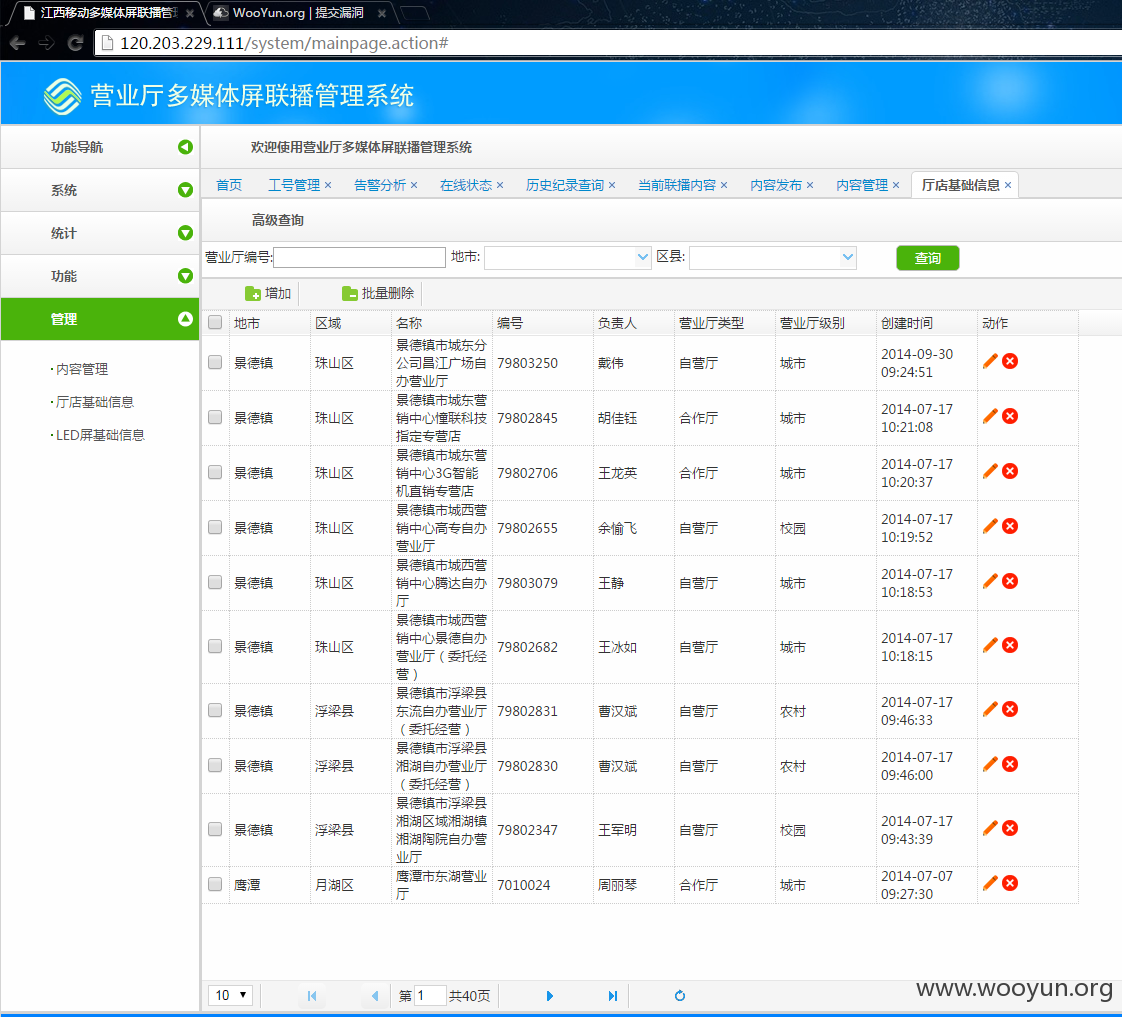 江西移动多媒体屏联播管
WooYun.org | 提交漏洞
120.203.229.111/system/mainpage.action#
营业厅多媒体屏联播管理系统
功能导航
欢迎使用营业厅多媒体屏联播管理系统
系统
统计
功能
管理
·内容管理
·厅店基础信息
·LED屏基础信息
首页 工号管理 × 告警分析 × 在线状态 × 历史纪录查询 × 当前联播内容 × 内容发布 × 内容管理 × 厅店基础信息 ×
高级查询
营业厅编号: 地市: 区县: 查询
增加 批量删除
地市 区域 名称 编号 负责人 营业厅类型 营业厅级别 创建时间 动作
景德镇 珠山区 景德镇市城东分
公司昌江广场自
办营业厅 79803250 戴伟 自营厅 城市 2014-09-30
09:24:51
景德镇 珠山区 景德镇市城东营
销中心憧联科技
指定专营店 79802845 胡佳钰 合作厅 城市 2014-07-17
10:21:08
景德镇 珠山区 景德镇市城东营
销中心3G智能
机直销专营店 79802706 王龙英 合作厅 城市 2014-07-17
10:20:37
景德镇 珠山区 景德镇市城西营
销中心高专自办
营业厅 79802655 余愉飞 自营厅 校园 2014-07-17
10:19:52
景德镇 珠山区 景德镇市城西营
销中心腾达自办
厅 79803079 王静 自营厅 城市 2014-07-17
10:18:53
景德镇 珠山区 景德镇市城西营
销中心景德自办
营业厅（委托经
营） 79802682 王冰如 自营厅 城市 2014-07-17
10:18:15
景德镇 浮梁县 景德镇市浮梁县
东流自办营业厅
（委托经营） 79802831 曹汉斌 自营厅 农村 2014-07-17
09:46:33
景德镇 浮梁县 景德镇市浮梁县
湘湖自办营业厅
（委托经营） 79802830 曹汉斌 自营厅 农村 2014-07-17
09:46:00
景德镇 浮梁县 景德镇市浮梁县
湘湖区域湘湖镇
湘湖陶院自办营
业厅 79802347 王军明 自营厅 校园 2014-07-17
09:43:39
鹰潭 月湖区 鹰潭市东湖营业
厅 7010024 周丽琴 合作厅 城市 2014-07-07
09:27:30
10 第 1 共40页
www.wooyun.org